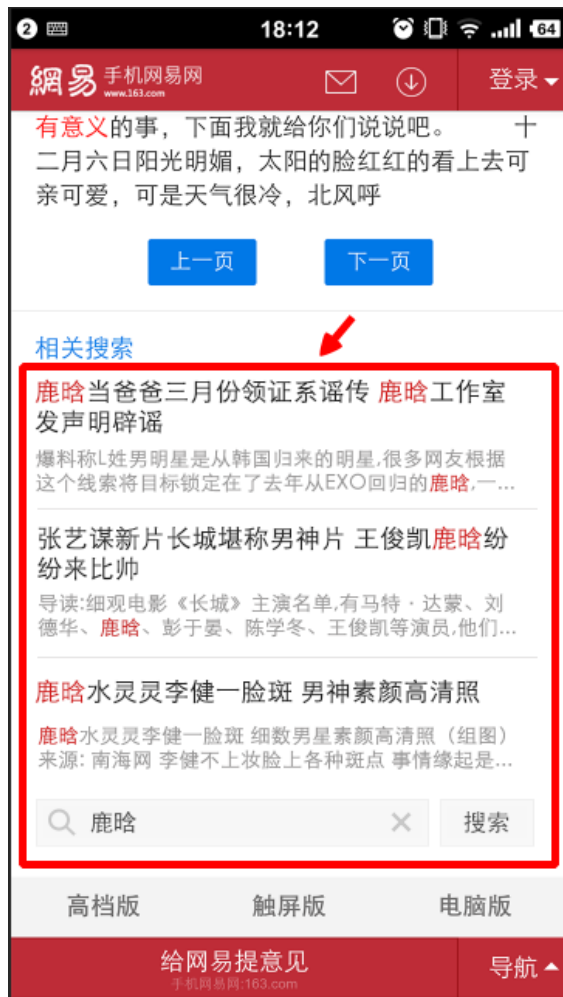 2 18:12 64
網易 手机网易网 登录
www.163.com
有意义的事，下面我就给你们说说吧。 十
二月六日阳光明媚，太阳的脸红红的看上去可
亲可爱，可是天气很冷，北风呼
上一页 下一页
相关搜索
鹿晗当爸爸三月份领证系谣传 鹿晗工作室
发声明辟谣
爆料称L姓男明星是从韩国归来的明星,很多网友根据
这个线索将目标锁定在了去年从EXO回归的鹿晗,一...
张艺谋新片长城堪称男神片 王俊凯鹿晗纷
纷来比帅
导读:细观电影《长城》主演名单,有马特·达蒙、刘
德华、鹿晗、彭于晏、陈学冬、王俊凯等演员,他们...
鹿晗水灵灵李健一脸斑 男神素颜高清照
鹿晗水灵灵李健一脸斑 细数男星素颜高清照（组图）
来源: 南海网 李健不上妆脸上各种斑点 事情缘起是...
鹿晗 搜索
高档版 触屏版 电脑版
给网易提意见 导航
手机网易网:163.com